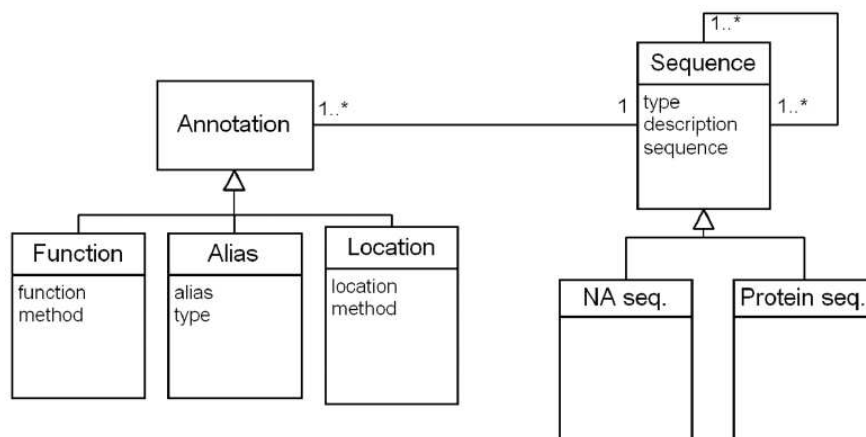 1..*
Sequence
type
description
sequence
1..*
1
1..*
Annotation
Function
function
method
Alias
alias
type
Location
location
method
NA seq.
Protein seq.